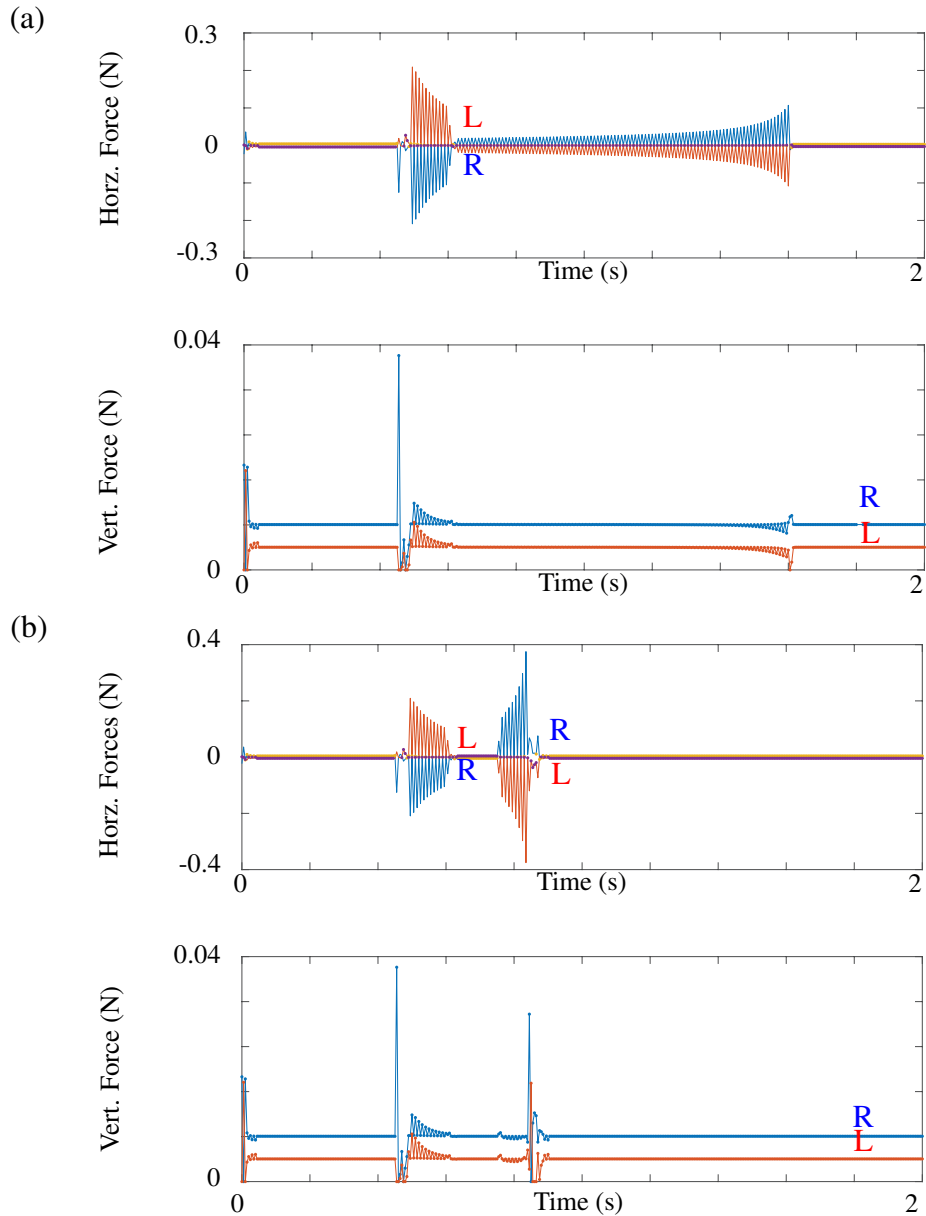 (a)
0.3
Horz. Force (N)
L
0
R
-0.3
0
Time (s)
2
0.04
Vert. Force (N)
R
L
0
0
Time (s)
2
(b)
0.4
Horz. Forces (N)
L
R
0
R
L
-0.4
0
Time (s)
2
0.04
Vert. Force (N)
R
L
0
0
Time (s)
2